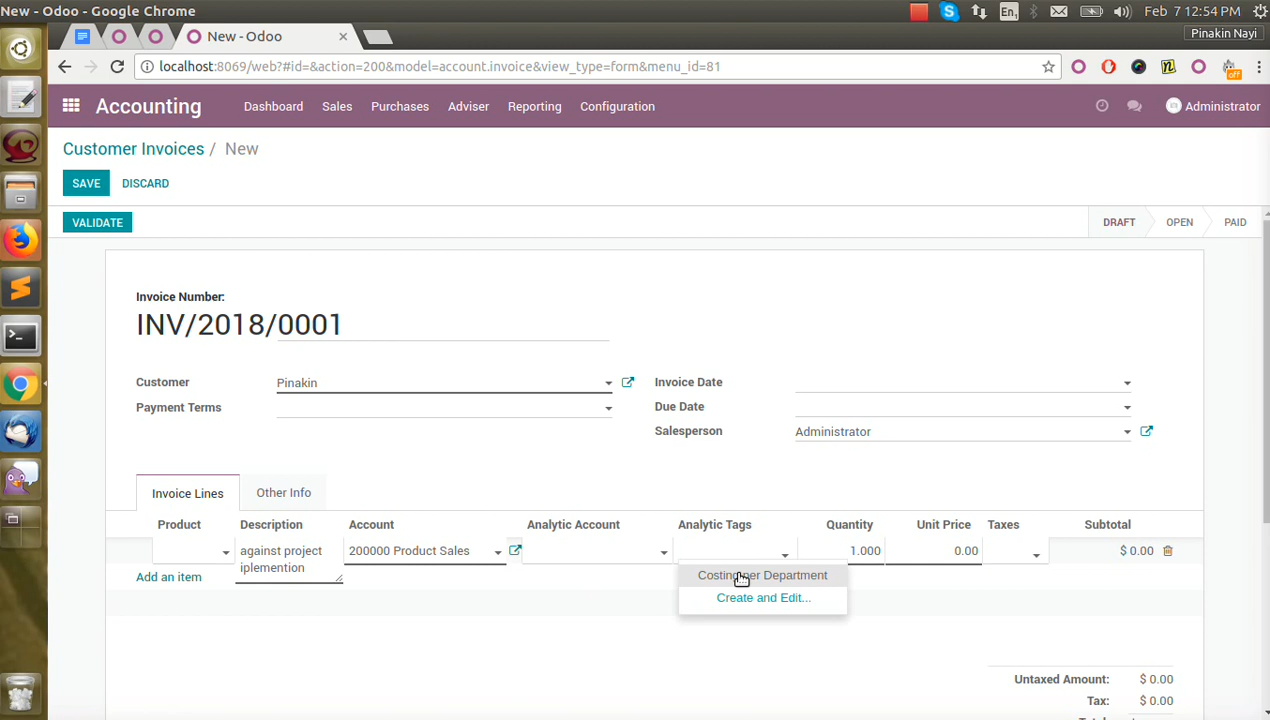 New - Odoo - Google Chrome
En1
Feb 7 12:54 PM
New - Odoo
Pinakin Nayi
localhost:8069/web?#id=&action=200&model=account.invoice&view_type=form&menu_id=81
off
Accounting
Dashboard
Sales
Purchases
Adviser
Reporting
Configuration
Administrator
Customer Invoices / New
SAVE
DISCARD
VALIDATE
DRAFT
OPEN
PAID
Invoice Number:
INV/2018/0001
Customer
Pinakin
Invoice Date
Payment Terms
Due Date
Salesperson
Administrator
Invoice Lines
Other Info
Product
Description
Account
Analytic Account
Analytic Tags
Quantity
Unit Price
Taxes
Subtotal
against project
iplemention
200000 Product Sales
1.000
0.00
$ 0.00
Add an item
Costing per Department
Create and Edit...
Untaxed Amount:
$ 0.00
Tax:
$ 0.00